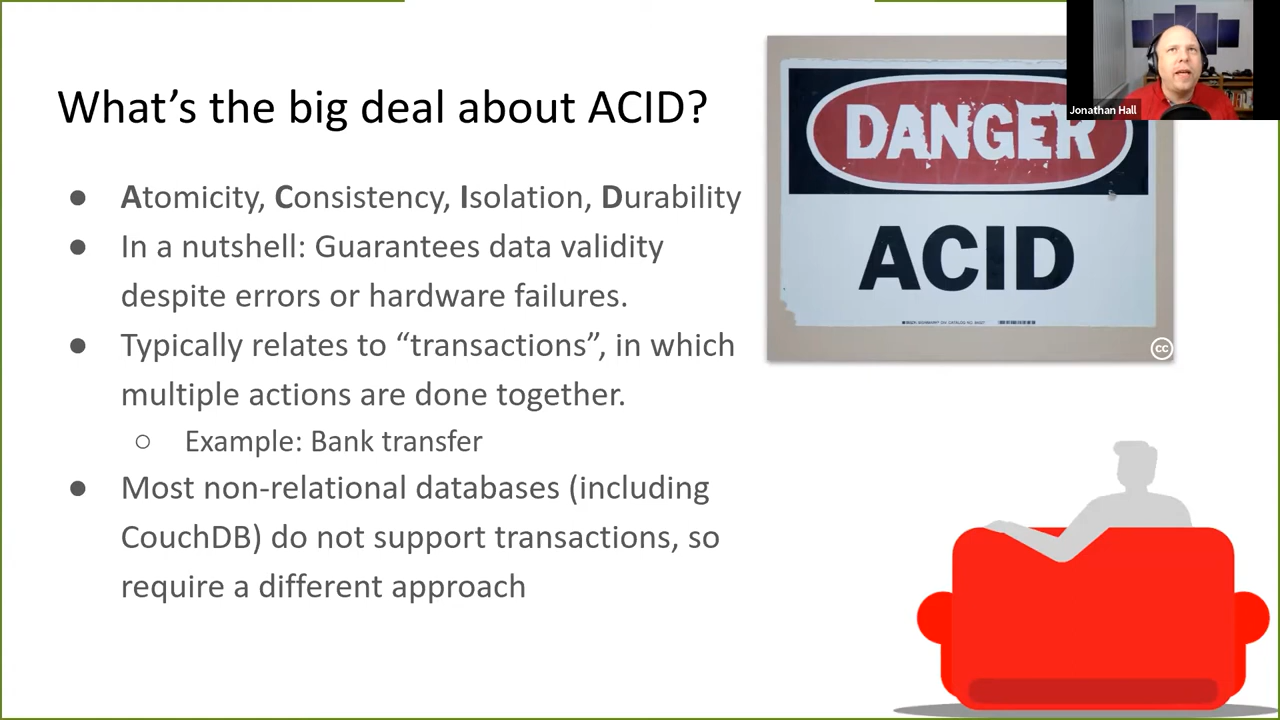 What’s the big deal about ACID?
● Atomicity, Consistency, Isolation, Durability
● In a nutshell: Guarantees data validity
despite errors or hardware failures.
● Typically relates to “transactions”, in which
multiple actions are done together.
○ Example: Bank transfer
● Most non-relational databases (including
CouchDB) do not support transactions, so
require a different approach
DANGER
ACID
cc
Jonathan Hall